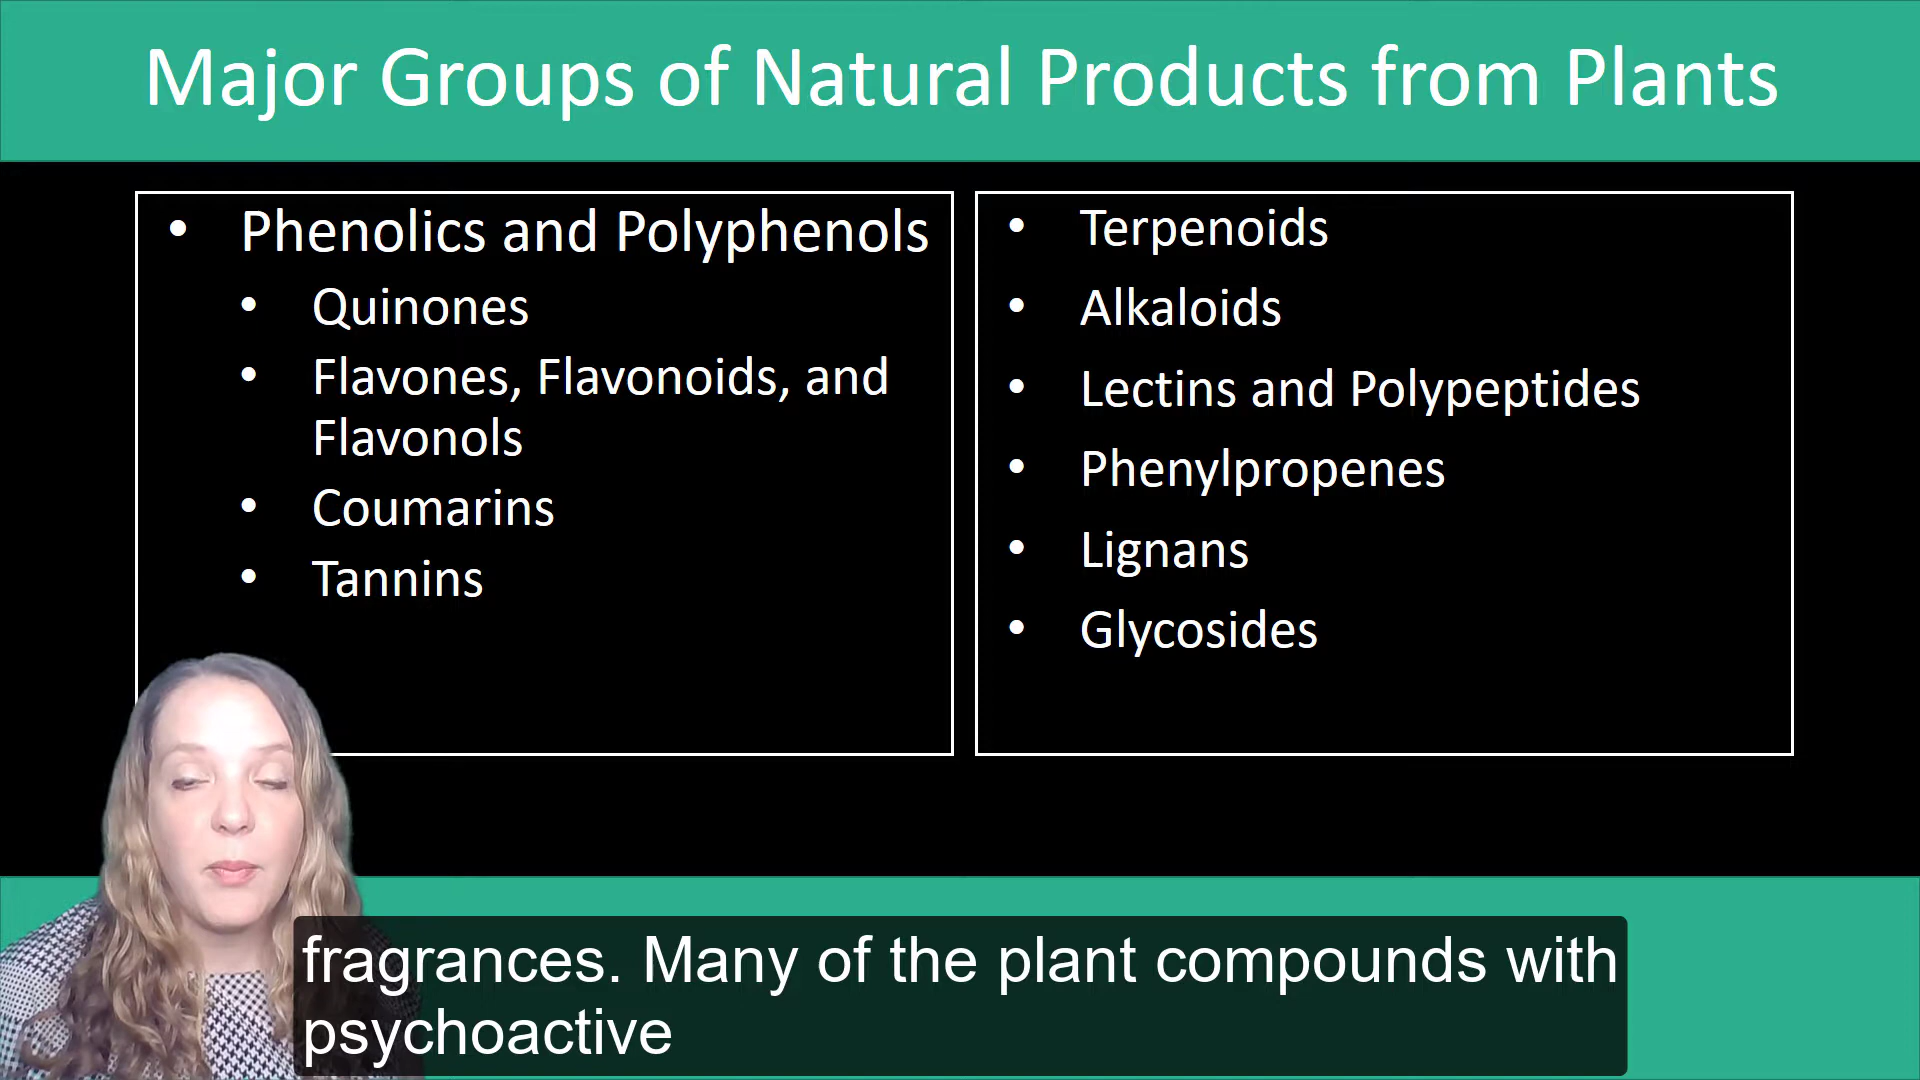 Major Groups of Natural Products from Plants
• Phenolics and Polyphenols
• Quinones
• Flavones, Flavonoids, and
Flavonols
• Coumarins
• Tannins
• Terpenoids
• Alkaloids
• Lectins and Polypeptides
• Phenylpropenes
• Lignans
• Glycosides
fragrances. Many of the plant compounds with
psychoactive